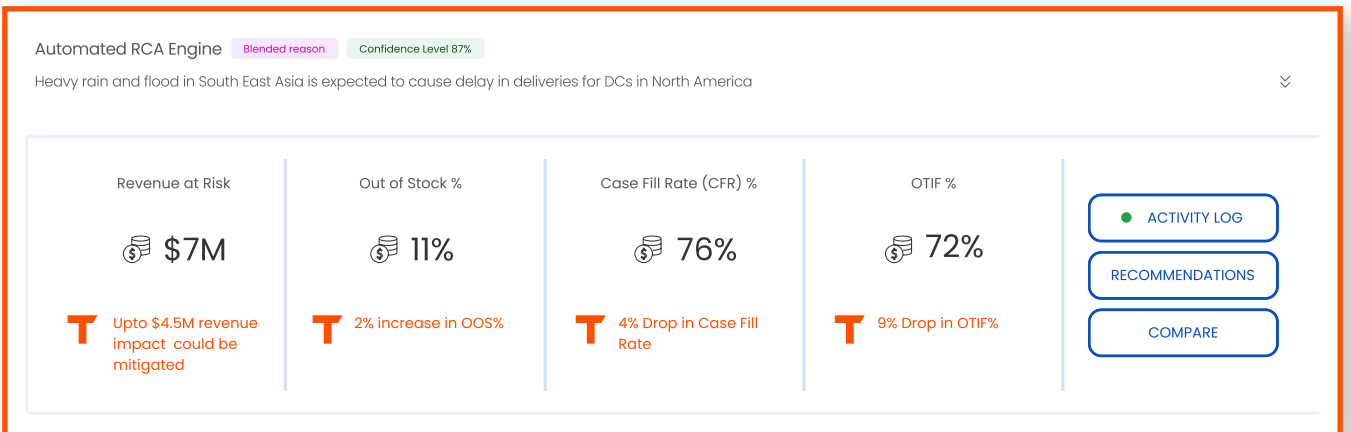 Automated RCA Engine Blended reason Confidence Level 87%
Heavy rain and flood in South East Asia is expected to cause delay in deliveries for DCs in North America
Revenue at Risk
$7M
Upto $4.5M revenue
impact could be
mitigated
Out of Stock %
11%
2% increase in OOS%
Case Fill Rate (CFR) %
76%
4% Drop in Case Fill
Rate
OTIF %
72%
9% Drop in OTIF%
ACTIVITY LOG
RECOMMENDATIONS
COMPARE